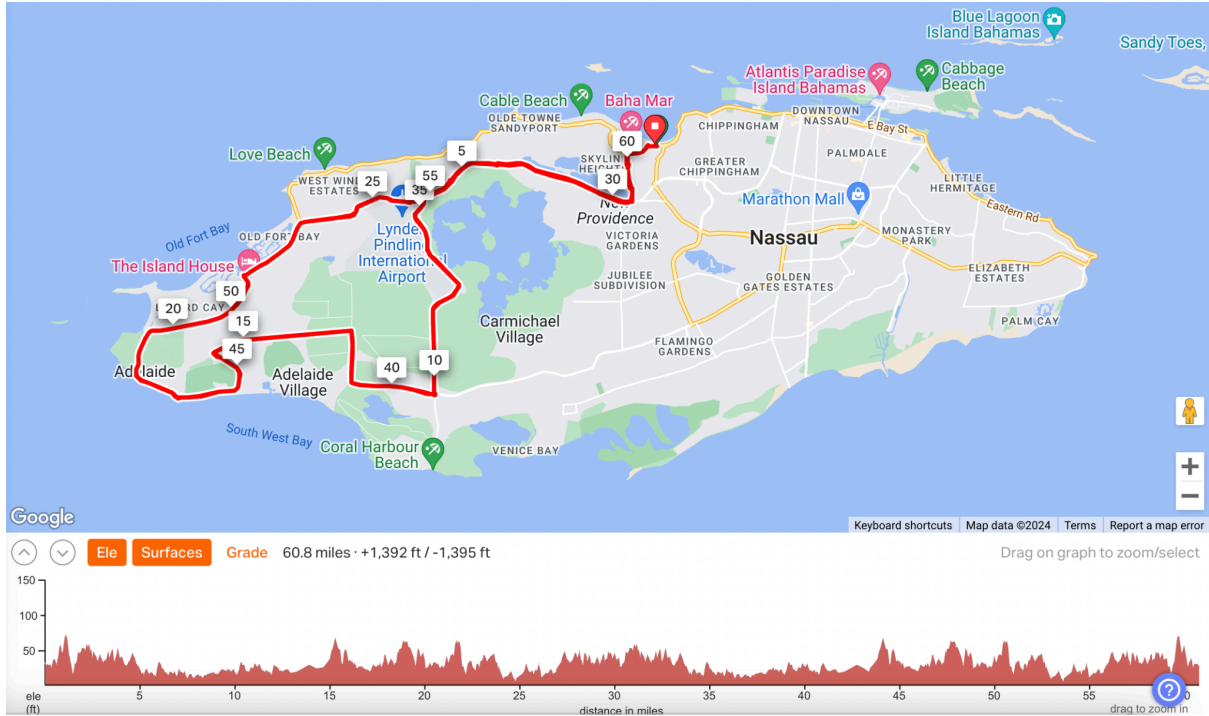 Blue Lagoon
Island Bahamas
Sandy Toes,
Atlantis Paradise
Island Bahamas
Cabbage
Beach
Cable Beach
Baha Mar
OLDE TOWNE
SANDYPORT
DOWNTOWN
NASSAU
CHIPPINGHAM
E Bay St
60
5
Love Beach
PALMDALE
SKYLINE
HEIGHTS
GREATER
CHIPPINGHAM
55
25
35
30
WEST WIND
ESTATES
LITTLE
HERMITAGE
Marathon Mall
Eastern Rd
New
Providence
Lynden
Pindling
International
Airport
Old Fort Bay
OLD FORT BAY
VICTORIA
GARDENS
Nassau
MONASTERY
PARK
The Island House
JUBILEE
SUBDIVISION
GOLDEN
GATES ESTATES
ELIZABETH
ESTATES
50
20
CAY
15
Carmichael
Village
PALM CAY
FLAMINGO
GARDENS
45
10
40
Adelaide
Adelaide
Village
South West Bay
Coral Harbour
Beach
VENICE BAY
Google
Keyboard shortcuts
Map data ©2024
Terms
Report a map error
Ele
Surfaces
Grade
60.8 miles · +1,392 ft / -1,395 ft
Drag on graph to zoom/select
150
100
50
ele
(ft)
5 10 15 20 25 30 35 40 45 50 55
distance in miles
drag to zoom in